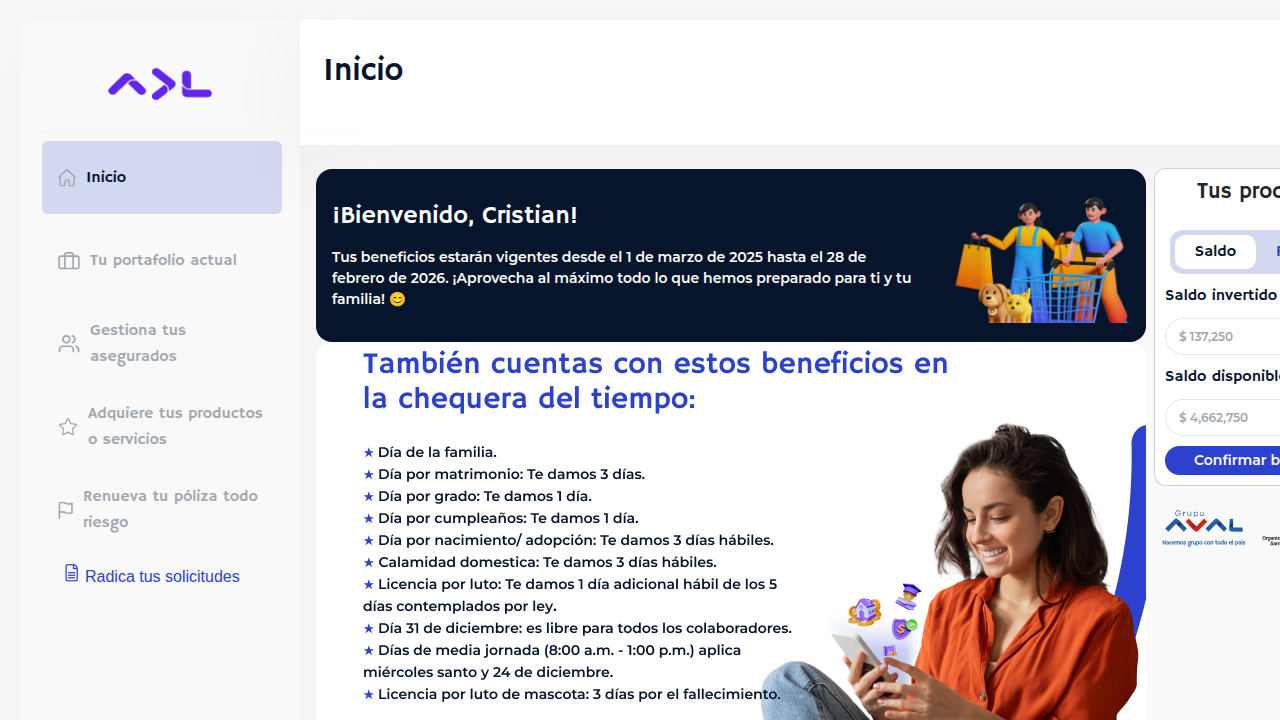 Inicio
Inicio
Tu portafolio actual
Gestiona tus
asegurados
Adquiere tus productos
o servicios
Renueva tu póliza todo
riesgo
Radica tus solicitudes
¡Bienvenido, Cristian!
Tus beneficios estarán vigentes desde el 1 de marzo de 2025 hasta el 28 de
febrero de 2026. ¡Aprovecha al máximo todo lo que hemos preparado para ti y tu
familia! 😊
También cuentas con estos beneficios en
la chequera del tiempo:
★ Día de la familia.
★ Día por matrimonio: Te damos 3 días.
★ Día por grado: Te damos 1 día.
★ Día por cumpleaños: Te damos 1 día.
★ Día por nacimiento/ adopción: Te damos 3 días hábiles.
★ Calamidad domestica: Te damos 3 días hábiles.
★ Licencia por luto: Te damos 1 día adicional hábil de los 5
días contemplados por ley.
★ Día 31 de diciembre: es libre para todos los colaboradores.
★ Días de media jornada (8:00 a.m. - 1:00 p.m.) aplica
miércoles santo y 24 de diciembre.
★ Licencia por luto de mascota: 3 días por el fallecimiento.
Tus
Saldo
Saldo invertido
$ 137,250
Saldo
$ 4,662,750
Confirmar
Grupo
AVAL
Hacemos grupo con todo el país